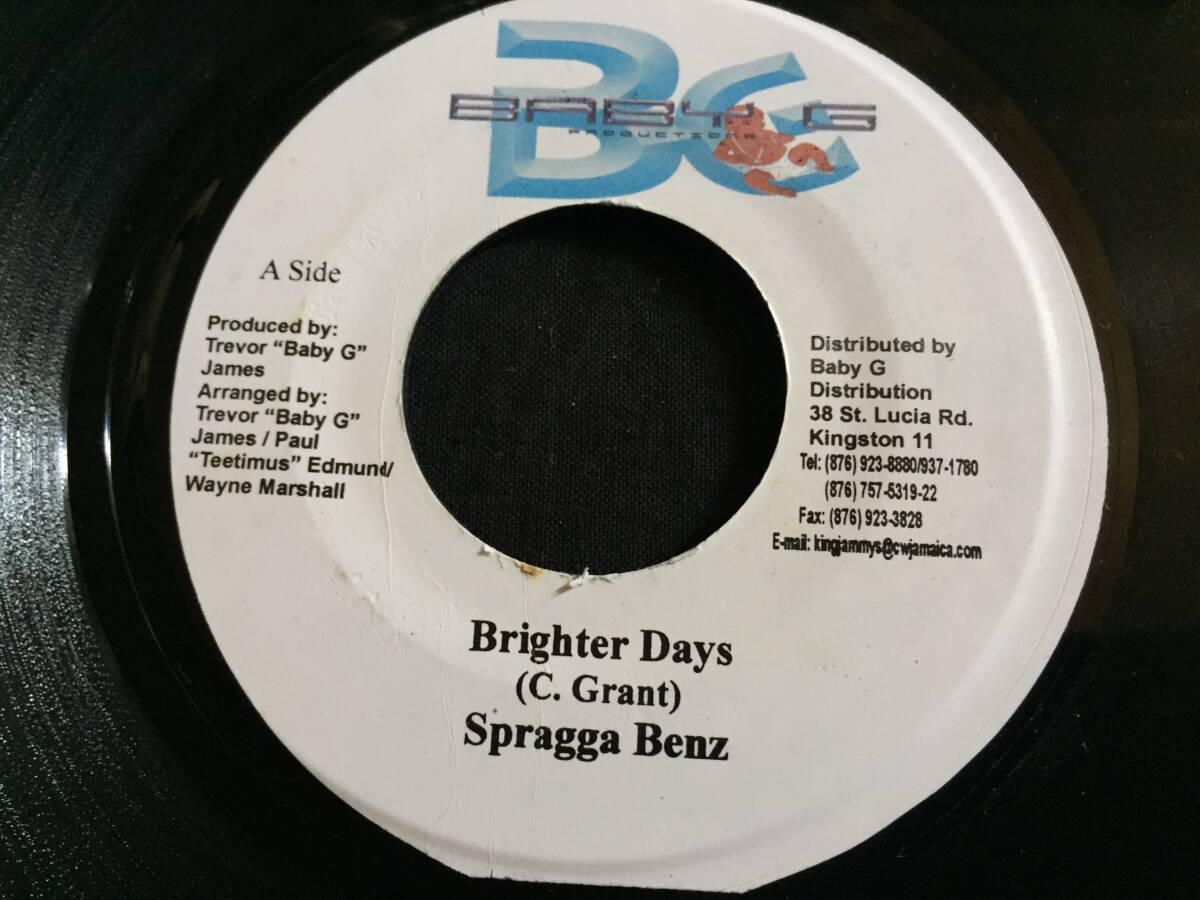 BG
BABY G
PRODUCTIONS
A Side
Produced by:
Trevor “Baby G”
James
Arranged by:
Trevor “Baby G”
James / Paul
“Teetimus” Edmund/
Wayne Marshall
Distributed by
Baby G
Distribution
38 St. Lucia Rd.
Kingston 11
Tel: (876) 923-8880/937-1780
(876) 757-5319-22
Fax: (876) 923-3828
E-mail: kingjammys@cwjamaica.com
Brighter Days
(C. Grant)
Spragga Benz